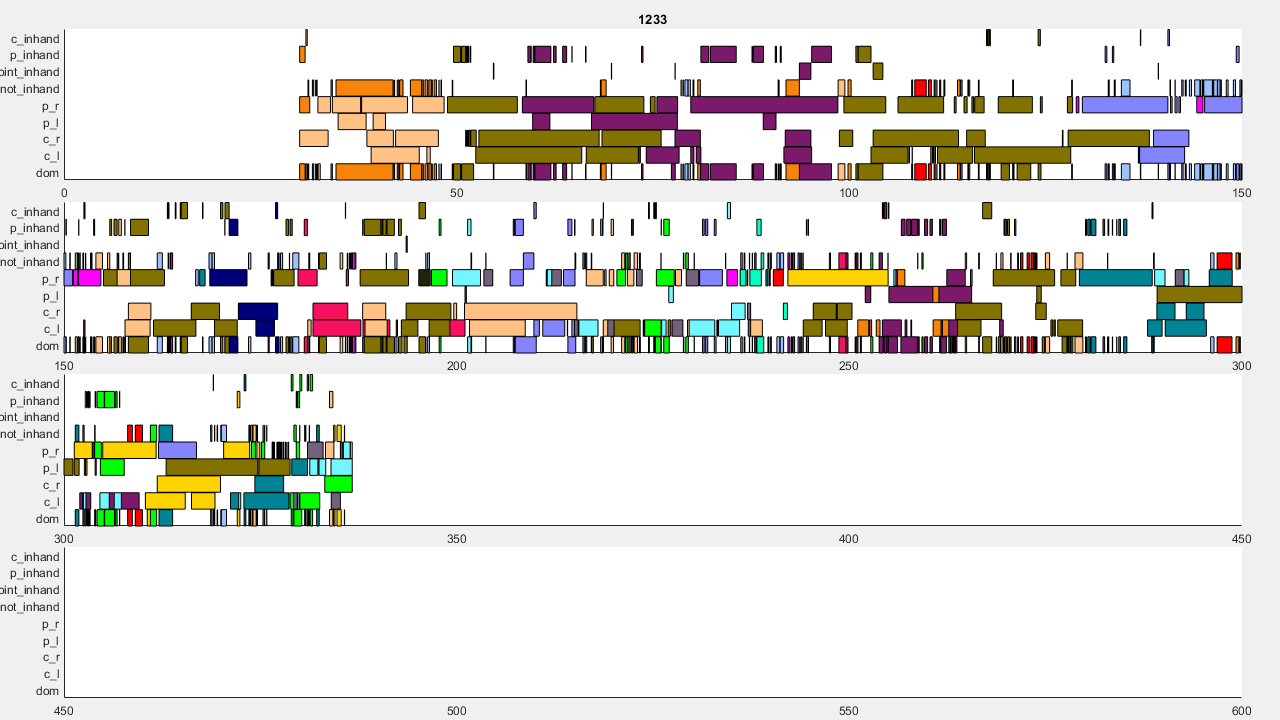 1233
c_inhand
p_inhand
oint_inhand
not_inhand
p_r
p_l
c_r
c_l
dom
0 50 100 150
c_inhand
p_inhand
oint_inhand
not_inhand
p_r
p_l
c_r
c_l
dom
150 200 250 300
c_inhand
p_inhand
oint_inhand
not_inhand
p_r
p_l
c_r
c_l
dom
300 350 400 450
c_inhand
p_inhand
oint_inhand
not_inhand
p_r
p_l
c_r
c_l
dom
450 500 550 600